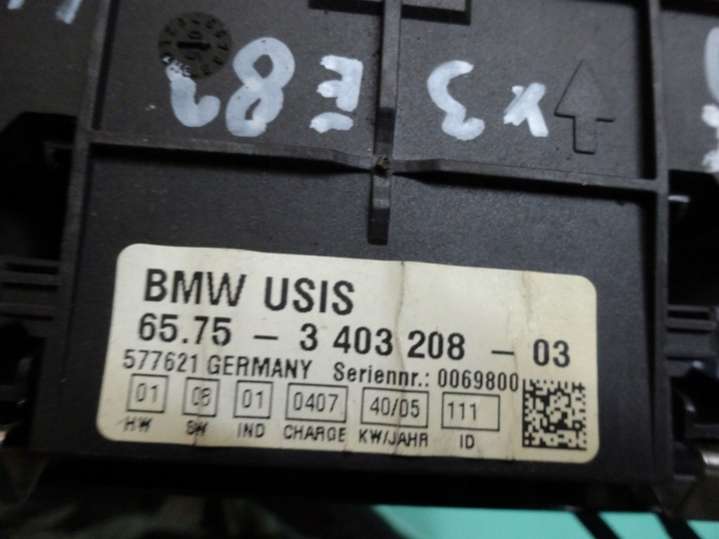 X3 E83
BMW USIS
65.75 - 3 403 208 - 03
577621 GERMANY Seriennr.: 0069800
01 08 01 0407 40/05 111
HW SW IND CHARGE KW/JAHR ID